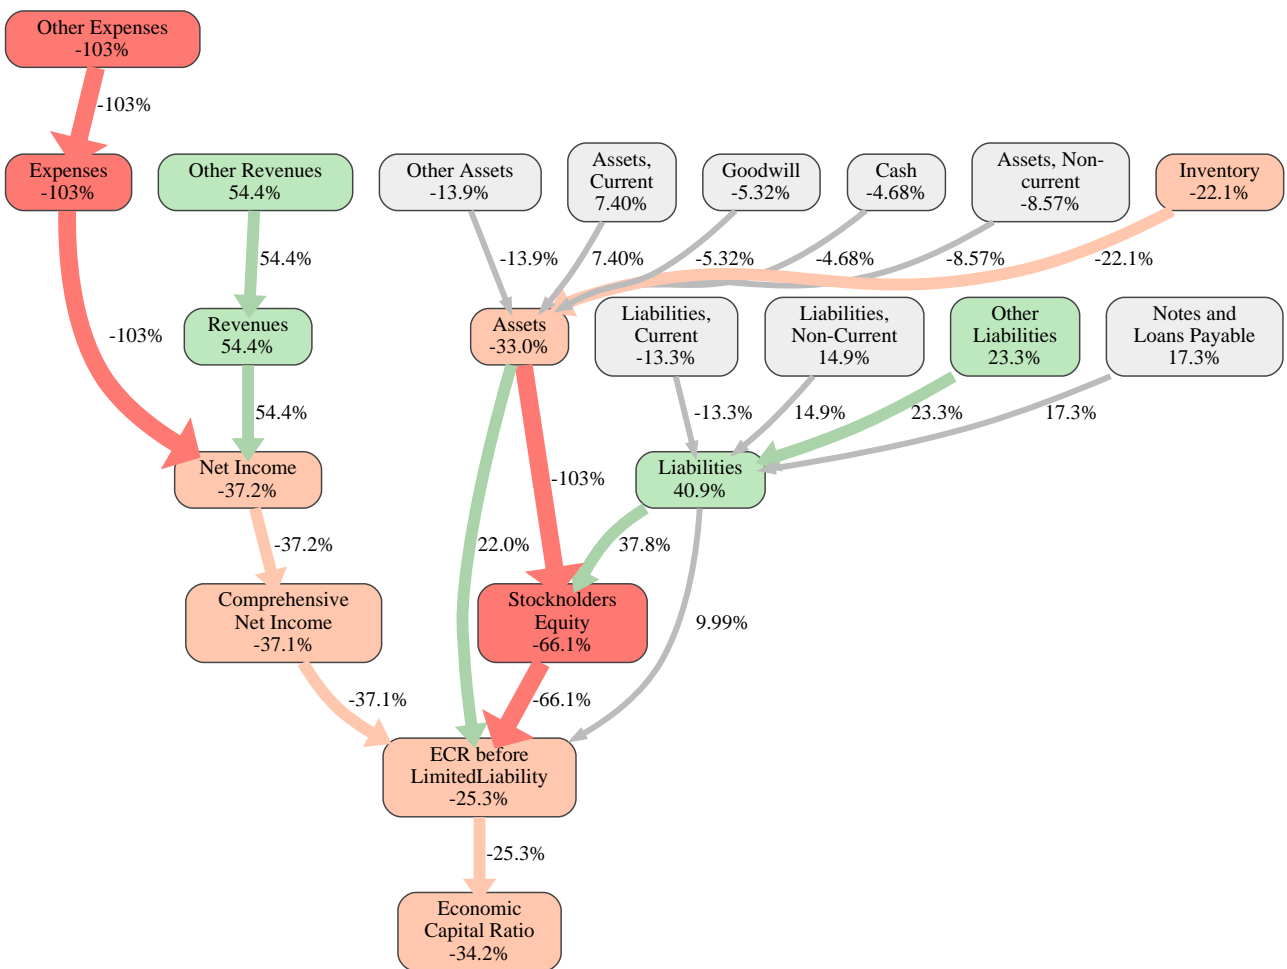 Other Expenses
-103%
-103%
Expenses
-103%
Other Revenues
54.4%
Other Assets
-13.9%
Assets,
Current
7.40%
Goodwill
-5.32%
Cash
-4.68%
Assets, Non-
current
-8.57%
Inventory
-22.1%
54.4%
-13.9%
7.40%
-5.32%
-4.68%
-8.57%
-22.1%
-103%
Revenues
54.4%
Assets
-33.0%
Liabilities,
Current
-13.3%
Liabilities,
Non-Current
14.9%
Other
Liabilities
23.3%
Notes and
Loans Payable
17.3%
54.4%
-13.3%
14.9%
23.3%
17.3%
Net Income
-37.2%
-103%
Liabilities
40.9%
-37.2%
22.0%
37.8%
Comprehensive
Net Income
-37.1%
Stockholders
Equity
-66.1%
9.99%
-37.1%
-66.1%
ECR before
LimitedLiability
-25.3%
-25.3%
Economic
Capital Ratio
-34.2%